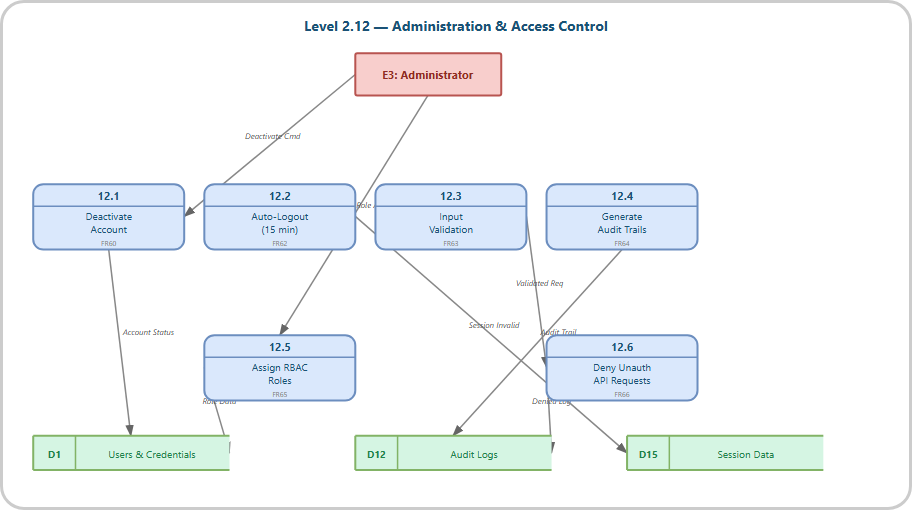 Level 2.12 — Administration & Access Control
E3: Administrator
Deactivate Cmd
12.1
Deactivate
Account
FR60
12.2
Auto-Logout
(15 min)
FR62
Role
12.3
Input
Validation
FR63
12.4
Generate
Audit Trails
FR64
Validated Req
Account Status
Session Invalid
Audit Trail
12.5
Assign RBAC
Roles
FR65
12.6
Deny Unauth
API Requests
FR66
Role Data
Denied Log
D1
Users & Credentials
D12
Audit Logs
D15
Session Data